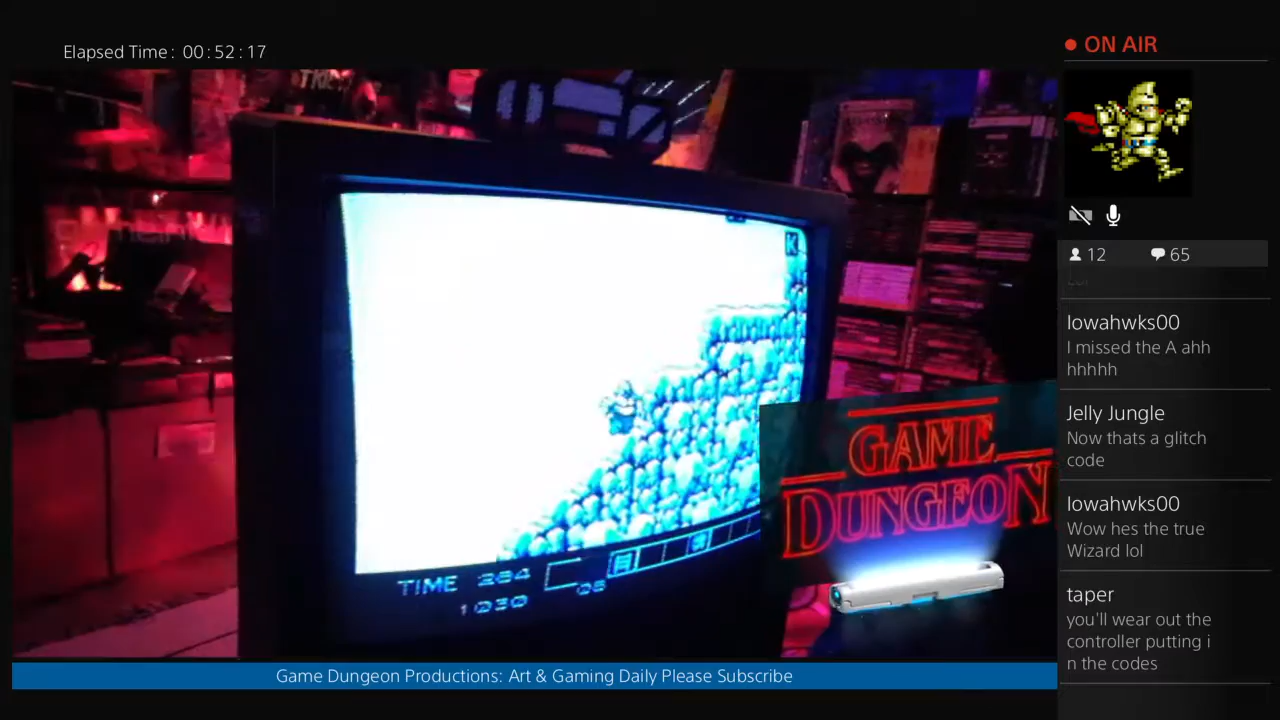 Elapsed Time: 00:52:17
ON AIR
12
65
K
TIME 284
1030
05
GAME
DUNGEON
Iowahwks00
I missed the A ahh
hhhhh
Jelly Jungle
Now thats a glitch
code
Iowahwks00
Wow hes the true
Wizard lol
taper
you'll wear out the
controller putting i
n the codes
Game Dungeon Productions: Art & Gaming Daily Please Subscribe